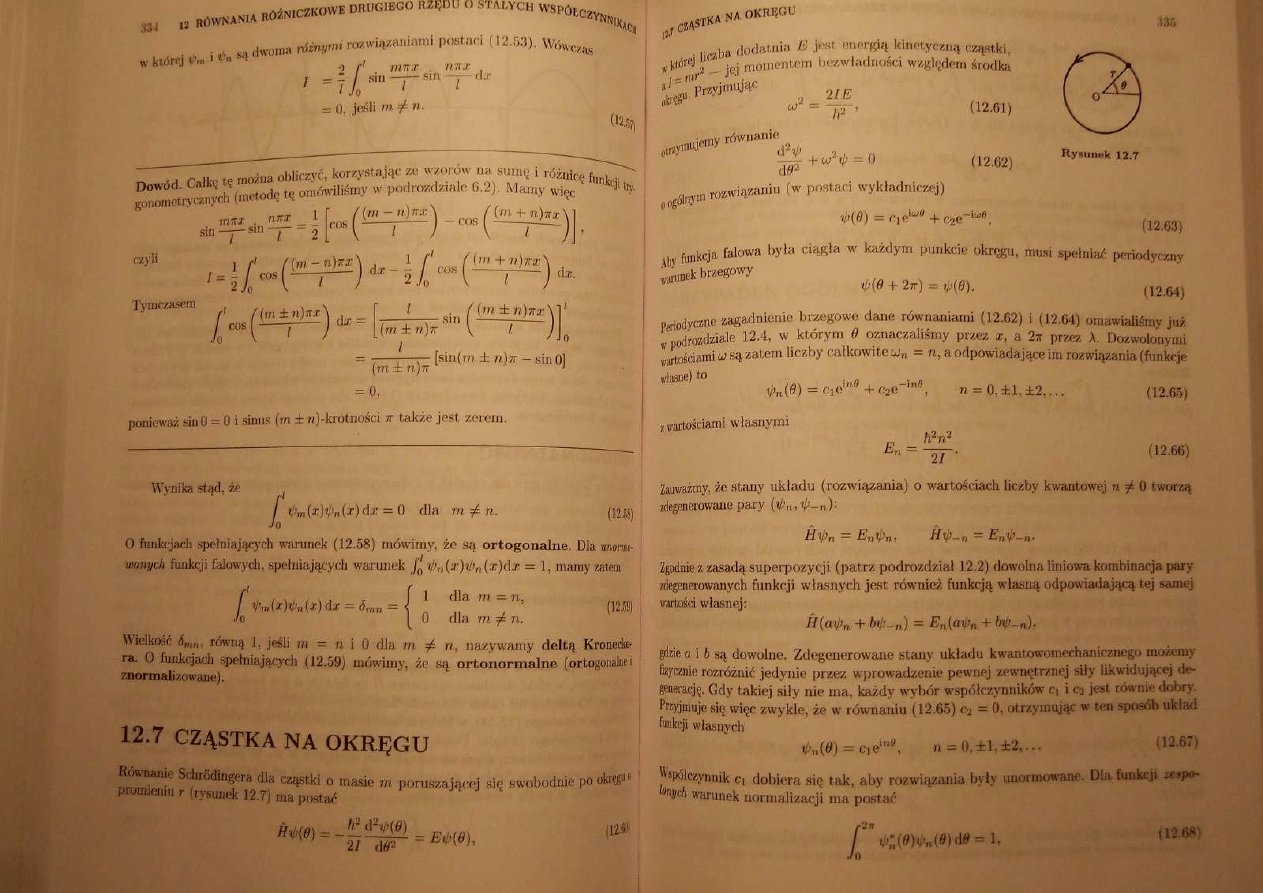 334 12 RÓWNANIA RÓŻNICZKOWE DRUGIEGO RZĘDU O STAŁYCH WSPÓŁCZYNNIKACH
w której ψₘ i ψₙ są dwoma różnymi rozwiązaniami postaci (12.53). Wówczas
I = 2/l ∫₀ˡ sin mπx/l sin nπx/l dx
= 0, jeśli m ≠ n. (12.57)
Dowód. Całkę tę można obliczyć, korzystając ze wzorów na sumę i różnicę funkcji try-
gonometrycznych (metodę tę omówiliśmy w podrozdziale 6.2). Mamy więc
sin mπx/l sin nπx/l = 1/2 [cos ((m − n)πx/l) − cos ((m + n)πx/l)],
czyli
I = 1/2 ∫₀ˡ cos ((m − n)πx/l) dx − 1/2 ∫₀ˡ cos ((m + n)πx/l) dx.
Tymczasem
∫₀ˡ cos ((m ± n)πx/l) dx = [l/(m ± n)π sin ((m ± n)πx/l)]₀ˡ
= l/(m ± n)π [sin(m ± n)π − sin 0]
= 0,
ponieważ sin 0 = 0 i sinus (m ± n)-krotności π także jest zerem.
Wynika stąd, że
∫₀ˡ ψₘ(x)ψₙ(x) dx = 0 dla m ≠ n. (12.58)
O funkcjach spełniających warunek (12.58) mówimy, że są ortogonalne. Dla unormo-
wanych funkcji falowych, spełniających warunek ∫₀ˡ ψₙ(x)ψₙ(x)dx = 1, mamy zatem
∫₀ˡ ψₘ(x)ψₙ(x) dx = δₘₙ = { 1 dla m = n, 0 dla m ≠ n. (12.59)
Wielkość δₘₙ, równą 1, jeśli m = n i 0 dla m ≠ n, nazywamy deltą Kronecke-
ra. O funkcjach spełniających (12.59) mówimy, że są ortonormalne (ortogonalne i
znormalizowane).
12.7 CZĄSTKA NA OKRĘGU
Równanie Schrödingera dla cząstki o masie m poruszającej się swobodnie po okręgu o
promieniu r (rysunek 12.7) ma postać
Ĥψ(θ) = − ħ²/2I d²ψ(θ)/dθ² = Eψ(θ), (12.60)
12.7 CZĄSTKA NA OKRĘGU 335
w której liczba dodatnia E jest energią kinetyczną cząstki,
a I = mr² — jej momentem bezwładności względem środka
okręgu. Przyjmując
ω² = 2IE/ħ², (12.61)
otrzymujemy równanie
d²ψ/dθ² + ω²ψ = 0 (12.62)
r
θ
O
Rysunek 12.7
o ogólnym rozwiązaniu (w postaci wykładniczej)
ψ(θ) = c₁e^{iωθ} + c₂e^{−iωθ}. (12.63)
Aby funkcja falowa była ciągła w każdym punkcie okręgu, musi spełniać periodyczny
warunek brzegowy
ψ(θ + 2π) = ψ(θ). (12.64)
Periodyczne zagadnienie brzegowe dane równaniami (12.62) i (12.64) omawialiśmy już
w podrozdziale 12.4, w którym θ oznaczaliśmy przez x, a 2π przez λ. Dozwolonymi
wartościami ω są zatem liczby całkowite ωₙ = n, a odpowiadające im rozwiązania (funkcje
własne) to
ψₙ(θ) = c₁e^{inθ} + c₂e^{−inθ}, n = 0, ±1, ±2, ... (12.65)
z wartościami własnymi
Eₙ = ħ²n²/2I. (12.66)
Zauważmy, że stany układu (rozwiązania) o wartościach liczby kwantowej n ≠ 0 tworzą
zdegenerowane pary (ψₙ, ψ₋ₙ):
Ĥψₙ = Eₙψₙ, Ĥψ₋ₙ = Eₙψ₋ₙ.
Zgodnie z zasadą superpozycji (patrz podrozdział 12.2) dowolna liniowa kombinacja pary
zdegenerowanych funkcji własnych jest również funkcją własną odpowiadającą tej samej
wartości własnej:
Ĥ(aψₙ + bψ₋ₙ) = Eₙ(aψₙ + bψ₋ₙ),
gdzie a i b są dowolne. Zdegenerowane stany układu kwantowomechanicznego możemy
fizycznie rozróżnić jedynie przez wprowadzenie pewnej zewnętrznej siły likwidującej de-
generację. Gdy takiej siły nie ma, każdy wybór współczynników c₁ i c₂ jest równie dobry.
Przyjmuje się więc zwykle, że w równaniu (12.65) c₂ = 0, otrzymując w ten sposób układ
funkcji własnych
ψₙ(θ) = c₁e^{inθ}, n = 0, ±1, ±2, ... (12.67)
Współczynnik c₁ dobiera się tak, aby rozwiązania były unormowane. Dla funkcji zespo-
lonych warunek normalizacji ma postać
∫₀^{2π} ψₙ*(θ)ψₙ(θ) dθ = 1, (12.68)